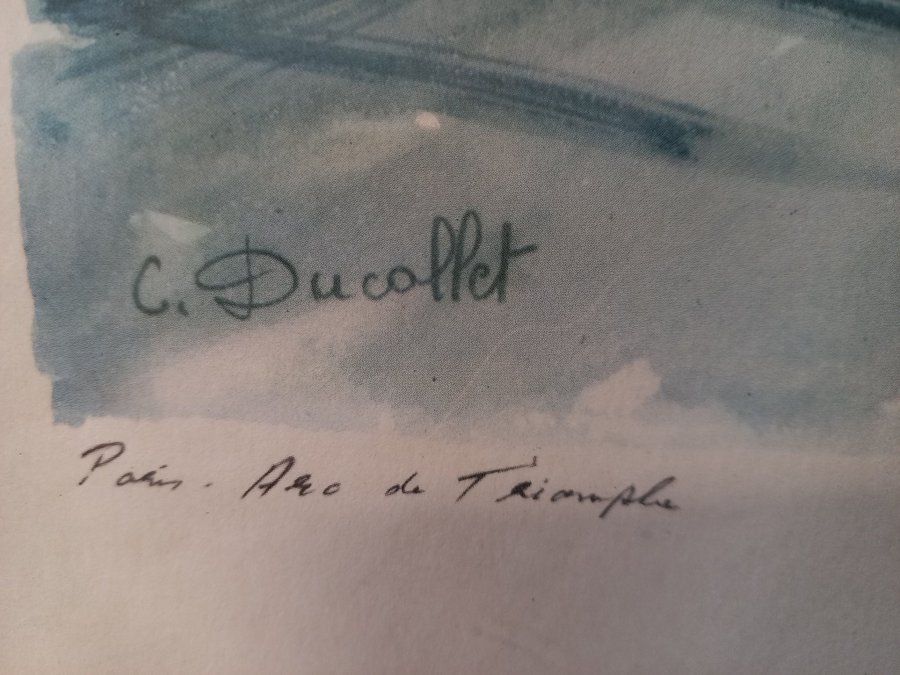 C. Ducollet
Paris. Arc de Triomphe